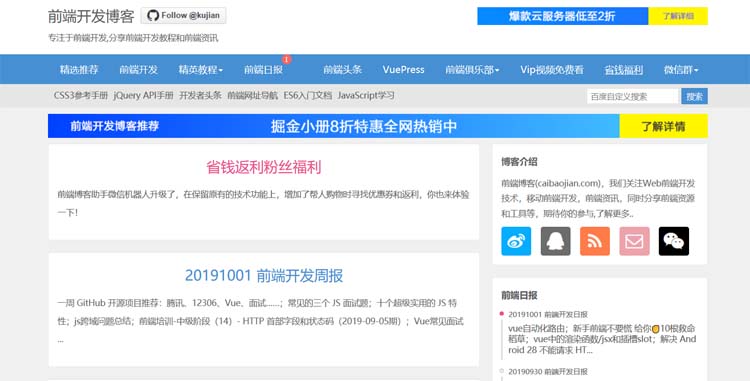 前端开发博客 Follow @kujian
专注于前端开发,分享前端开发教程和前端资讯
爆款云服务器低至2折 了解详细
精选推荐 前端开发 精英教程 前端日报 1 前端头条 VuePress 前端俱乐部 Vip视频免费看 省钱福利 微信群
CSS3参考手册 jQuery API手册 开发者头条 前端网址导航 ES6入门文档 JavaScript学习 百度自定义搜索 搜索
前端开发博客推荐 掘金小册8折特惠全网热销中 了解详情
省钱返利粉丝福利
前端博客助手微信机器人升级了，在保留原有的技术功能上，增加了帮人购物时寻找优惠券和返利，你也来体验
一下！
20191001 前端开发周报
一周 GitHub 开源项目推荐：腾讯、12306、Vue、面试……；常见的三个 JS 面试题；十个超级实用的 JS 特
性；js跨域问题总结；前端培训-中级阶段（14）- HTTP 首部字段和状态码（2019-09-05期）；Vue常见面试
...
博客介绍
前端博客(caibaojian.com)，我们关注Web前端开发
技术，移动前端开发，前端资讯，同时分享前端资源
和工具等，期待你的参与,了解更多..
前端日报
20191001 前端开发日报
vue自动化路由；新手前端不要慌 给你✊10根救命
稻草；vue中的渲染函数/jsx和插槽slot；解决 And
roid 28 不能请求 HT...
20190930 前端开发日报